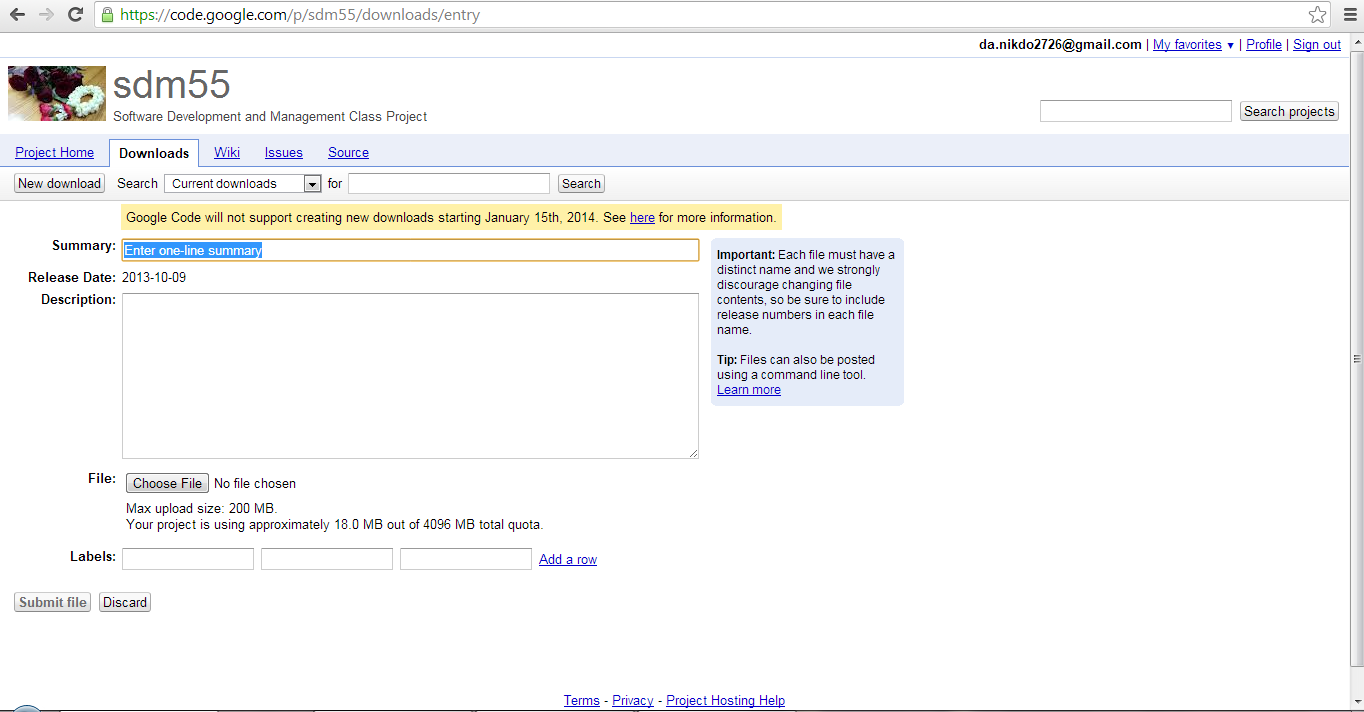 https://code.google.com/p/sdm55/downloads/entry
da.nikdo2726@gmail.com | My favorites ▼ | Profile | Sign out
sdm55
Software Development and Management Class Project
Search projects
Project Home Downloads Wiki Issues Source
New download Search Current downloads for Search
Google Code will not support creating new downloads starting January 15th, 2014. See here for more information.
Summary: Enter one-line summary
Release Date: 2013-10-09
Description:
Important: Each file must have a
distinct name and we strongly
discourage changing file
contents, so be sure to include
release numbers in each file
name.
Tip: Files can also be posted
using a command line tool.
Learn more
File: Choose File No file chosen
Max upload size: 200 MB.
Your project is using approximately 18.0 MB out of 4096 MB total quota.
Labels: Add a row
Submit file Discard
Terms - Privacy - Project Hosting Help